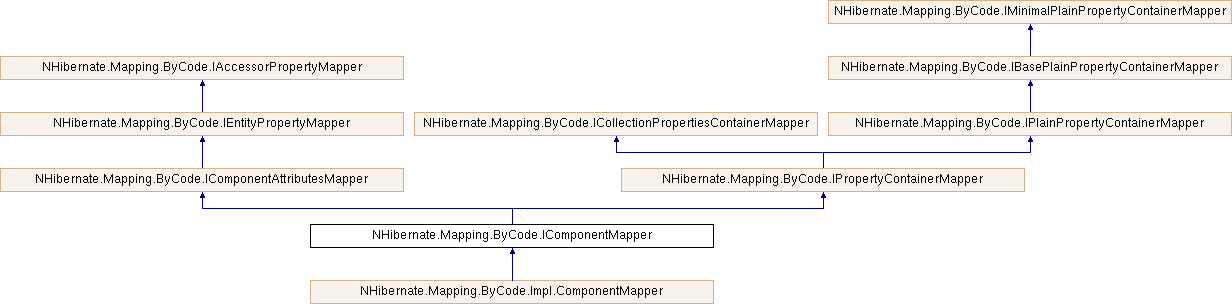 NHibernate.Mapping.ByCode.IMinimalPlainPropertyContainerMapper
NHibernate.Mapping.ByCode.IAccessorPropertyMapper
NHibernate.Mapping.ByCode.IBasePlainPropertyContainerMapper
NHibernate.Mapping.ByCode.IEntityPropertyMapper
NHibernate.Mapping.ByCode.ICollectionPropertiesContainerMapper
NHibernate.Mapping.ByCode.IPlainPropertyContainerMapper
NHibernate.Mapping.ByCode.IComponentAttributesMapper
NHibernate.Mapping.ByCode.IPropertyContainerMapper
NHibernate.Mapping.ByCode.IComponentMapper
NHibernate.Mapping.ByCode.Impl.ComponentMapper